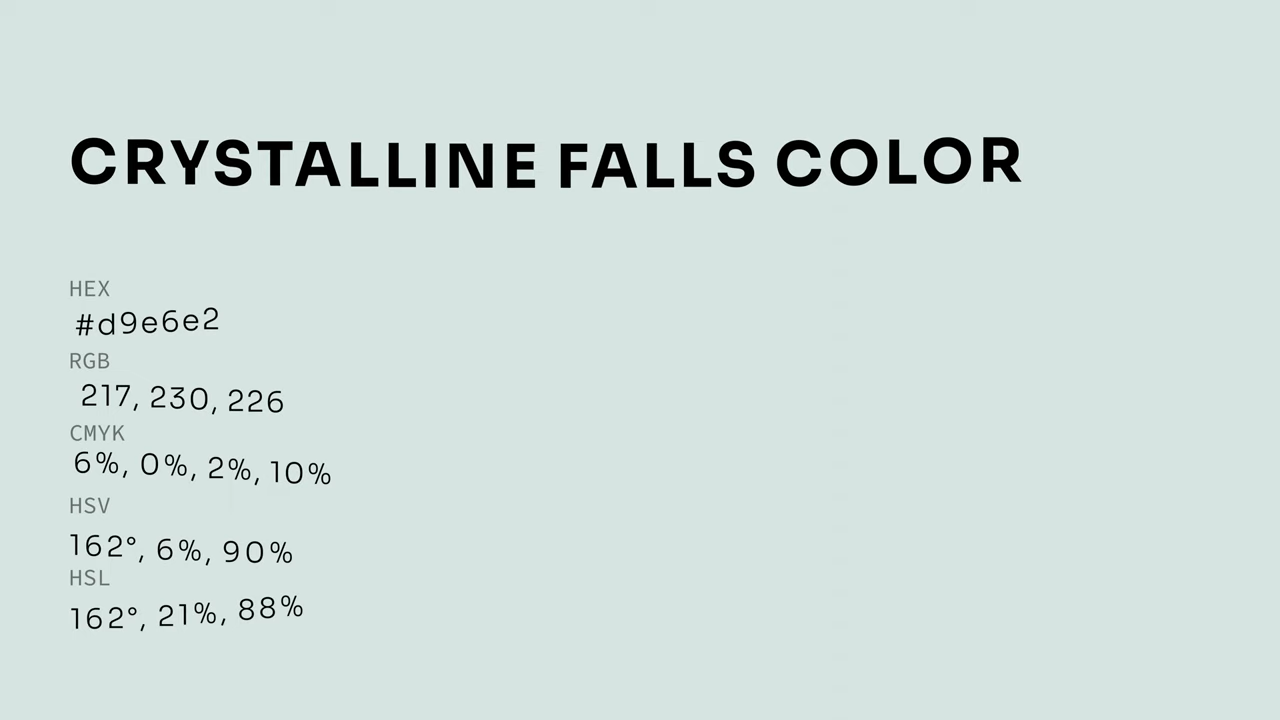 CRYSTALLINE FALLS COLOR
HEX
#d9e6e2
RGB
217, 230, 226
CMYK
6%, 0%, 2%, 10%
HSV
162°, 6%, 90%
HSL
162°, 21%, 88%